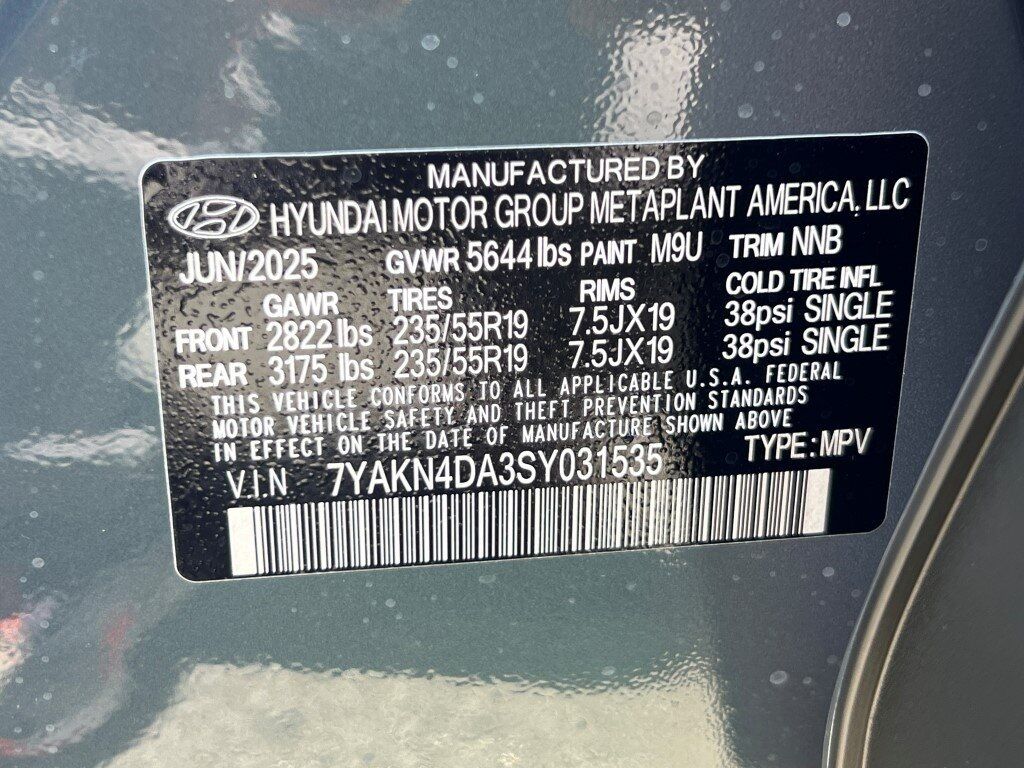 MANUFACTURED BY
HYUNDAI MOTOR GROUP METAPLANT AMERICA, LLC
JUN/2025 GVWR 5644 lbs PAINT M9U TRIM NNB
GAWR TIRES RIMS COLD TIRE INFL
FRONT 2822 lbs 235/55R19 7.5JX19 38psi SINGLE
REAR 3175 lbs 235/55R19 7.5JX19 38psi SINGLE
THIS VEHICLE CONFORMS TO ALL APPLICABLE U.S.A. FEDERAL
MOTOR VEHICLE SAFETY AND THEFT PREVENTION STANDARDS
IN EFFECT ON THE DATE OF MANUFACTURE SHOWN ABOVE
V.I.N 7YAKN4DA3SY031535 TYPE: MPV